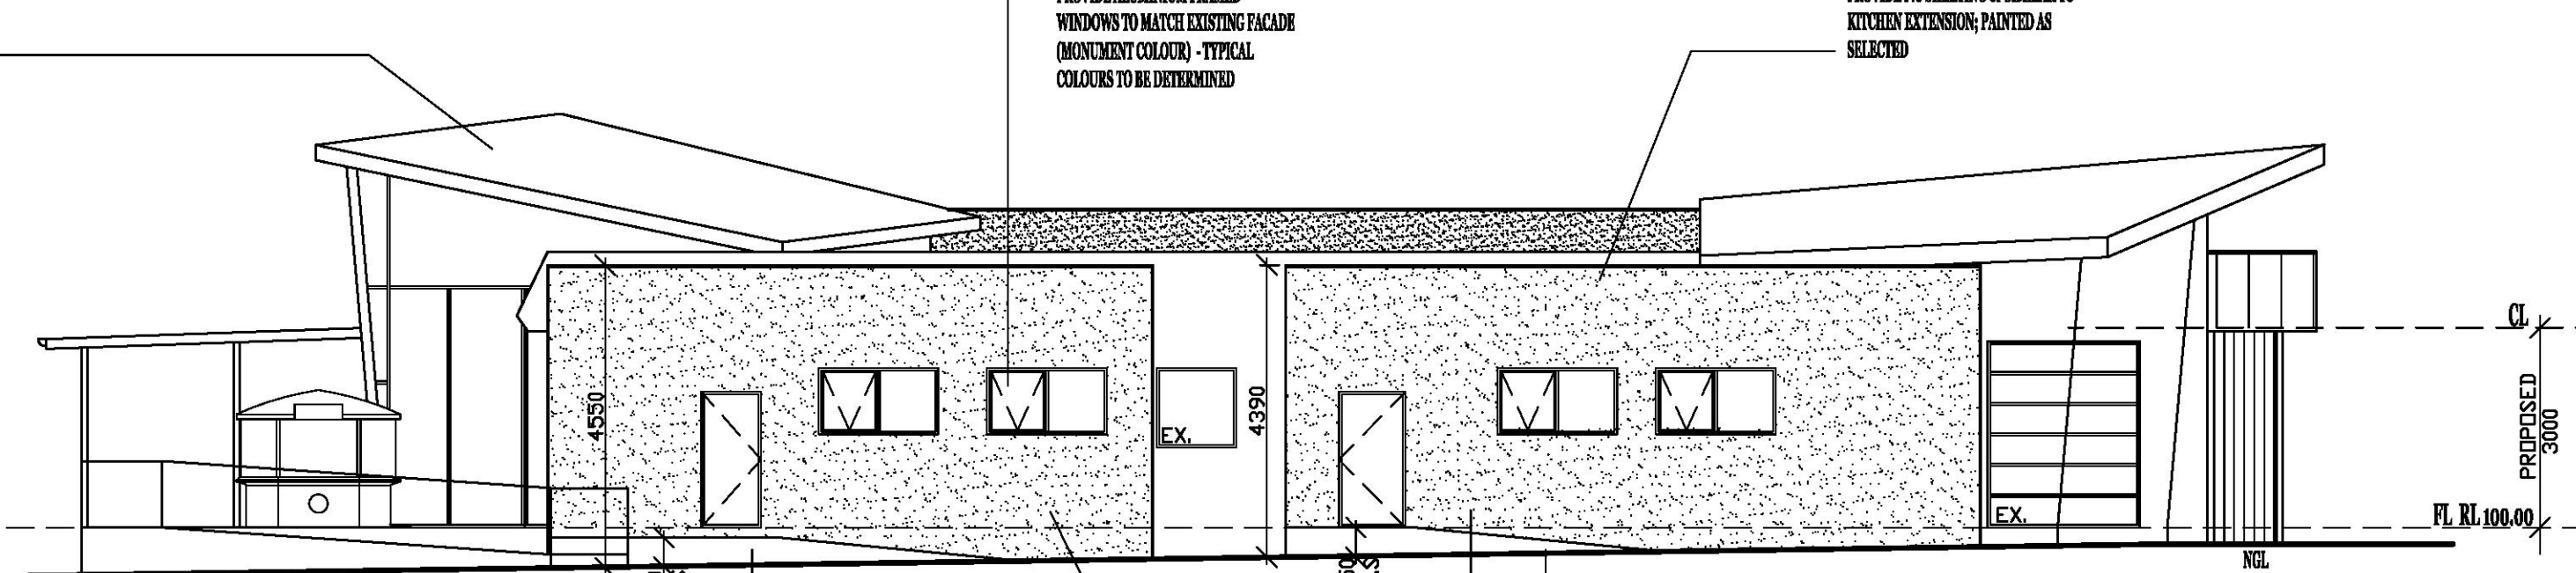 WINDOWS TO MATCH EXISTING FACADE
(MONUMENT COLOUR) - TYPICAL
COLOURS TO BE DETERMINED
KITCHEN EXTENSION; PAINTED AS
SELECTED
4550
EX.
4390
EX.
CL
PROPOSED
3000
FL RL 100.00
NGL